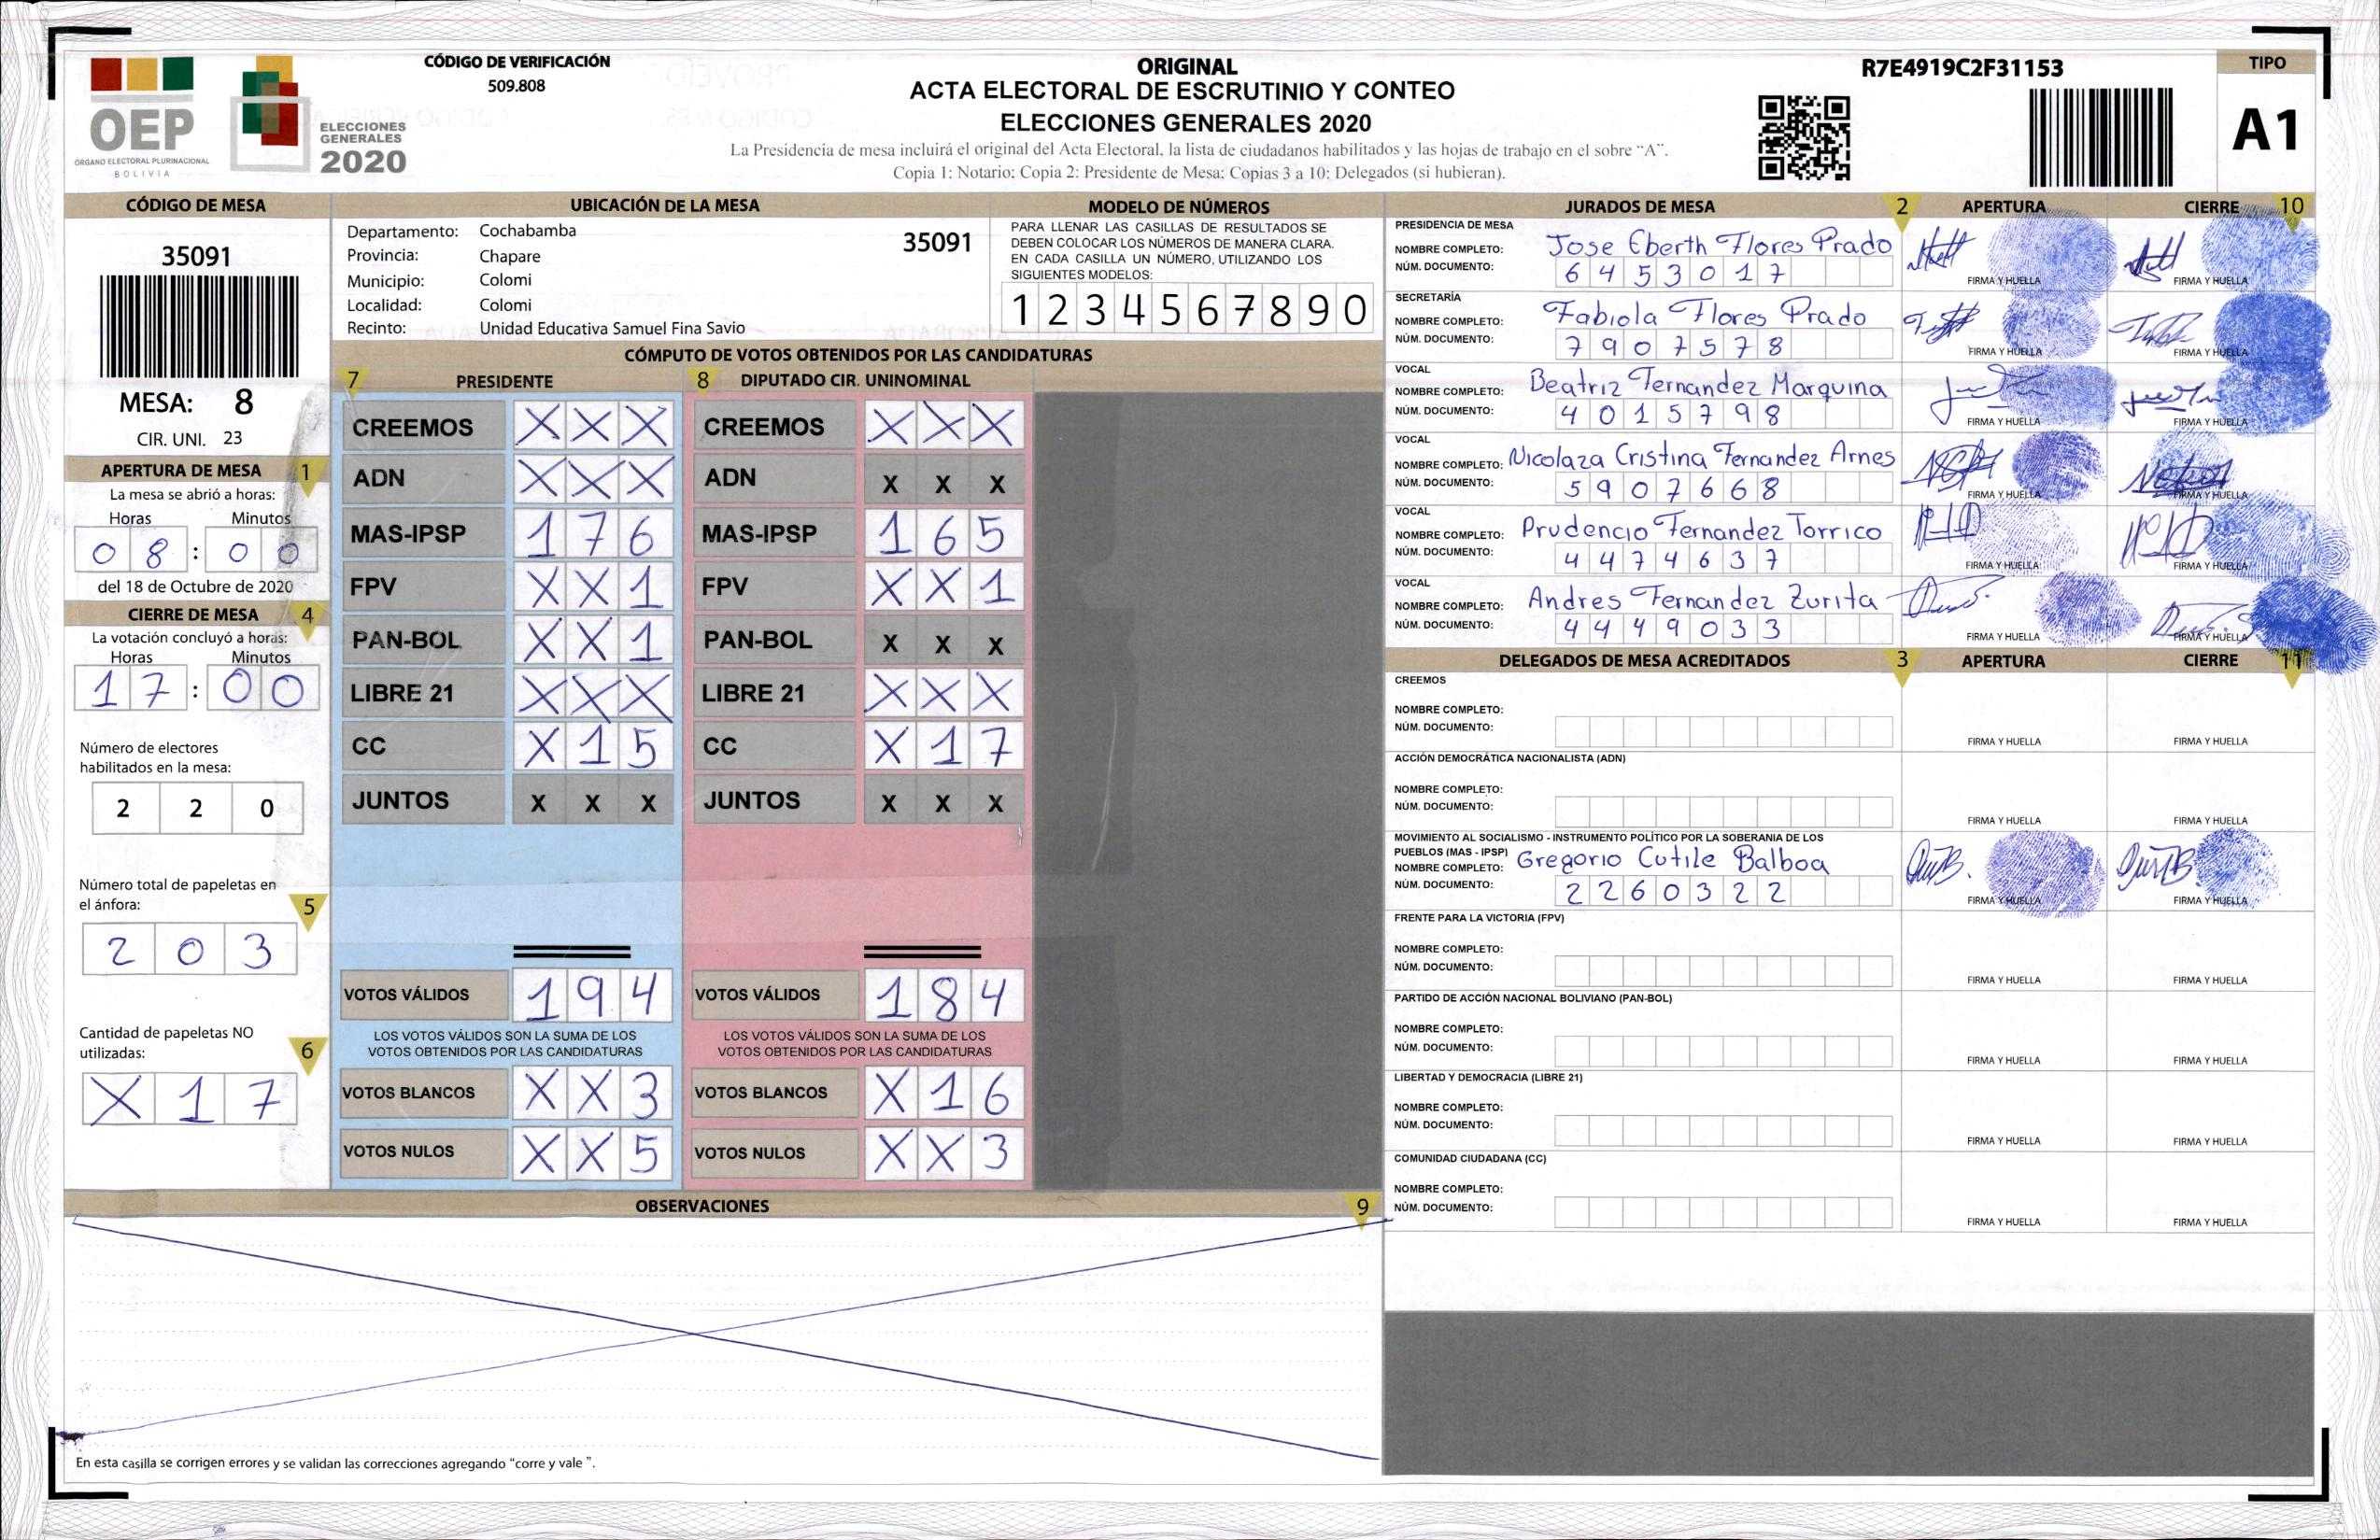 OEP
ÓRGANO ELECTORAL PLURINACIONAL
BOLIVIA
ELECCIONES
GENERALES
2020
CÓDIGO DE VERIFICACIÓN
509.808
ORIGINAL
ACTA ELECTORAL DE ESCRUTINIO Y CONTEO
ELECCIONES GENERALES 2020
La Presidencia de mesa incluirá el original del Acta Electoral, la lista de ciudadanos habilitados y las hojas de trabajo en el sobre "A".
Copia 1: Notario; Copia 2: Presidente de Mesa; Copias 3 a 10: Delegados (si hubieran).
R7E4919C2F31153
TIPO
A1
CÓDIGO DE MESA
35091
MESA: 8
CIR. UNI. 23
APERTURA DE MESA 1
La mesa se abrió a horas:
Horas Minutos
0 8 : 0 0
del 18 de Octubre de 2020
CIERRE DE MESA 4
La votación concluyó a horas:
Horas Minutos
1 7 : 0 0
Número de electores
habilitados en la mesa:
2 2 0
Número total de papeletas en
el ánfora: 5
2 0 3
Cantidad de papeletas NO
utilizadas: 6
X 1 7
UBICACIÓN DE LA MESA
Departamento: Cochabamba
35091
Provincia: Chapare
Municipio: Colomi
Localidad: Colomi
Recinto: Unidad Educativa Samuel Fina Savio
MODELO DE NÚMEROS
PARA LLENAR LAS CASILLAS DE RESULTADOS SE
DEBEN COLOCAR LOS NÚMEROS DE MANERA CLARA.
EN CADA CASILLA UN NÚMERO, UTILIZANDO LOS
SIGUIENTES MODELOS:
1 2 3 4 5 6 7 8 9 0
CÓMPUTO DE VOTOS OBTENIDOS POR LAS CANDIDATURAS
7 PRESIDENTE
CREEMOS X X X
ADN X X X
MAS-IPSP 1 7 6
FPV X X 1
PAN-BOL X X 1
LIBRE 21 X X X
CC X 1 5
JUNTOS X X X
VOTOS VÁLIDOS 1 9 4
LOS VOTOS VÁLIDOS SON LA SUMA DE LOS
VOTOS OBTENIDOS POR LAS CANDIDATURAS
VOTOS BLANCOS X X 3
VOTOS NULOS X X 5
8 DIPUTADO CIR. UNINOMINAL
CREEMOS X X X
ADN X X X
MAS-IPSP 1 6 5
FPV X X 1
PAN-BOL X X X
LIBRE 21 X X X
CC X 1 7
JUNTOS X X X
VOTOS VÁLIDOS 1 8 4
LOS VOTOS VÁLIDOS SON LA SUMA DE LOS
VOTOS OBTENIDOS POR LAS CANDIDATURAS
VOTOS BLANCOS X 1 6
VOTOS NULOS X X 3
OBSERVACIONES 9
En esta casilla se corrigen errores y se validan las correcciones agregando "corre y vale ".
JURADOS DE MESA 2 APERTURA CIERRE 10
PRESIDENCIA DE MESA
NOMBRE COMPLETO: Jose Eberth Flores Prado
NÚM. DOCUMENTO: 6 4 5 3 0 1 7
FIRMA Y HUELLA FIRMA Y HUELLA
SECRETARÍA
NOMBRE COMPLETO: Fabiola Flores Prado
NÚM. DOCUMENTO: 7 9 0 7 5 7 8
FIRMA Y HUELLA FIRMA Y HUELLA
VOCAL
NOMBRE COMPLETO: Beatriz Fernandez Marquina
NÚM. DOCUMENTO: 4 0 1 5 7 9 8
FIRMA Y HUELLA FIRMA Y HUELLA
VOCAL
NOMBRE COMPLETO: Nicolaza Cristina Fernandez Arnes
NÚM. DOCUMENTO: 5 9 0 7 6 6 8
FIRMA Y HUELLA FIRMA Y HUELLA
VOCAL
NOMBRE COMPLETO: Prudencio Fernandez Torrico
NÚM. DOCUMENTO: 4 4 7 4 6 3 7
FIRMA Y HUELLA FIRMA Y HUELLA
VOCAL
NOMBRE COMPLETO: Andres Fernandez Zurita
NÚM. DOCUMENTO: 4 4 4 9 0 3 3
FIRMA Y HUELLA FIRMA Y HUELLA
DELEGADOS DE MESA ACREDITADOS 3 APERTURA CIERRE 11
CREEMOS
NOMBRE COMPLETO:
NÚM. DOCUMENTO:
FIRMA Y HUELLA FIRMA Y HUELLA
ACCIÓN DEMOCRÁTICA NACIONALISTA (ADN)
NOMBRE COMPLETO:
NÚM. DOCUMENTO:
FIRMA Y HUELLA FIRMA Y HUELLA
MOVIMIENTO AL SOCIALISMO - INSTRUMENTO POLÍTICO POR LA SOBERANIA DE LOS
PUEBLOS (MAS - IPSP)
NOMBRE COMPLETO: Gregorio Cutile Balboa
NÚM. DOCUMENTO: 2 2 6 0 3 2 2
FIRMA Y HUELLA FIRMA Y HUELLA
FRENTE PARA LA VICTORIA (FPV)
NOMBRE COMPLETO:
NÚM. DOCUMENTO:
FIRMA Y HUELLA FIRMA Y HUELLA
PARTIDO DE ACCIÓN NACIONAL BOLIVIANO (PAN-BOL)
NOMBRE COMPLETO:
NÚM. DOCUMENTO:
FIRMA Y HUELLA FIRMA Y HUELLA
LIBERTAD Y DEMOCRACIA (LIBRE 21)
NOMBRE COMPLETO:
NÚM. DOCUMENTO:
FIRMA Y HUELLA FIRMA Y HUELLA
COMUNIDAD CIUDADANA (CC)
NOMBRE COMPLETO:
NÚM. DOCUMENTO:
FIRMA Y HUELLA FIRMA Y HUELLA